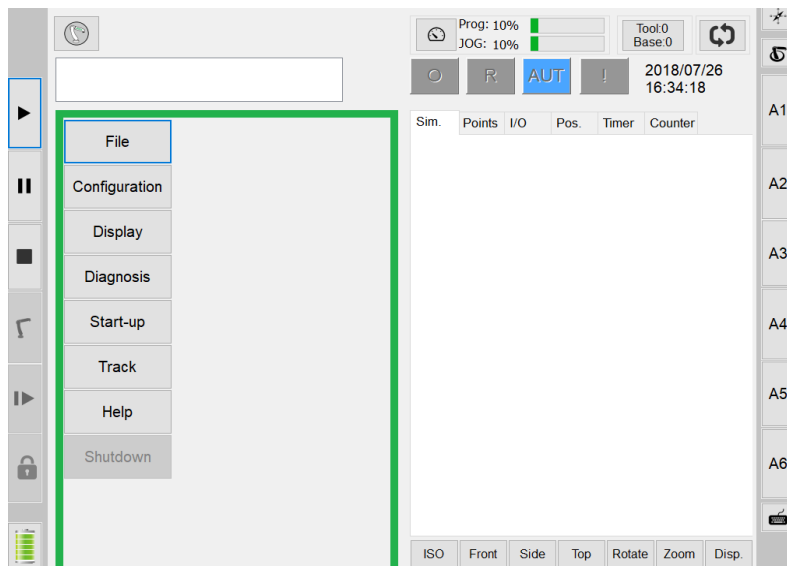 Prog: 10%
JOG: 10%
Tool:0
Base:0
O R AUT !
2018/07/26
16:34:18
Sim. Points I/O Pos. Timer Counter
File
Configuration
Display
Diagnosis
Start-up
Track
Help
Shutdown
A1
A2
A3
A4
A5
A6
ISO Front Side Top Rotate Zoom Disp.